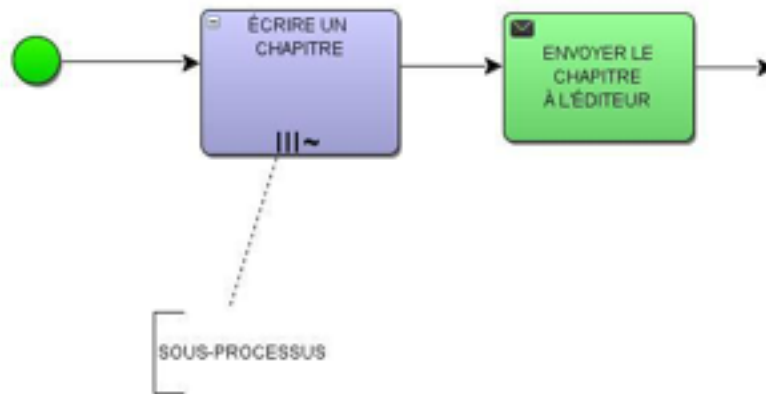 ÉCRIRE UN
CHAPITRE
ENVOYER LE
CHAPITRE
À L'ÉDITEUR
SOUS-PROCESSUS